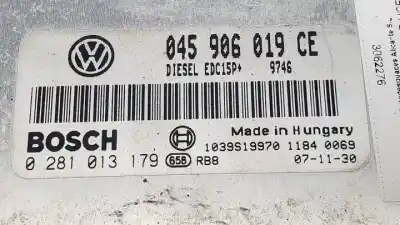 045 906 019 CE
DIESEL EDC15P+ 9746
BOSCH
Made in Hungary
1039S19970 1184 0069
0 281 013 179 658 RB8 07-11-30
3062276